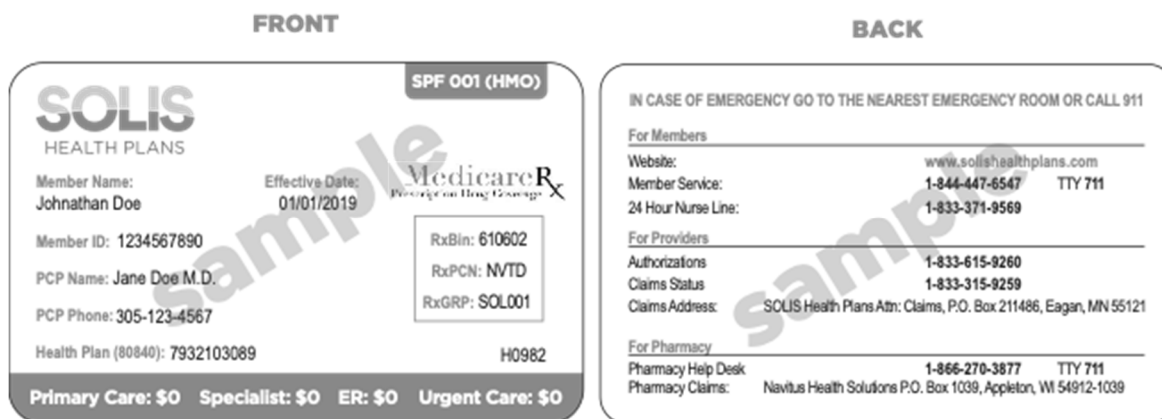 FRONT
SPF 001 (HMO)
SOLIS
HEALTH PLANS
Member Name:
Johnathan Doe
Effective Date:
01/01/2019
MedicareRx
Prescription Drug Coverage
Member ID: 1234567890
PCP Name: Jane Doe M.D.
PCP Phone: 305-123-4567
Health Plan (80840): 7932103089
RxBin: 610602
RxPCN: NVTD
RxGRP: SOL001
H0982
Primary Care: $0 Specialist: $0 ER: $0 Urgent Care: $0
sample
BACK
IN CASE OF EMERGENCY GO TO THE NEAREST EMERGENCY ROOM OR CALL 911
For Members
Website: www.solishealthplans.com
Member Service: 1-844-447-6547 TTY 711
24 Hour Nurse Line: 1-833-371-9569
For Providers
Authorizations 1-833-615-9260
Claims Status 1-833-315-9259
Claims Address: SOLIS Health Plans Attn: Claims, P.O. Box 211486, Eagan, MN 55121
For Pharmacy
Pharmacy Help Desk 1-866-270-3877 TTY 711
Pharmacy Claims: Navitus Health Solutions P.O. Box 1039, Appleton, WI 54912-1039
sample